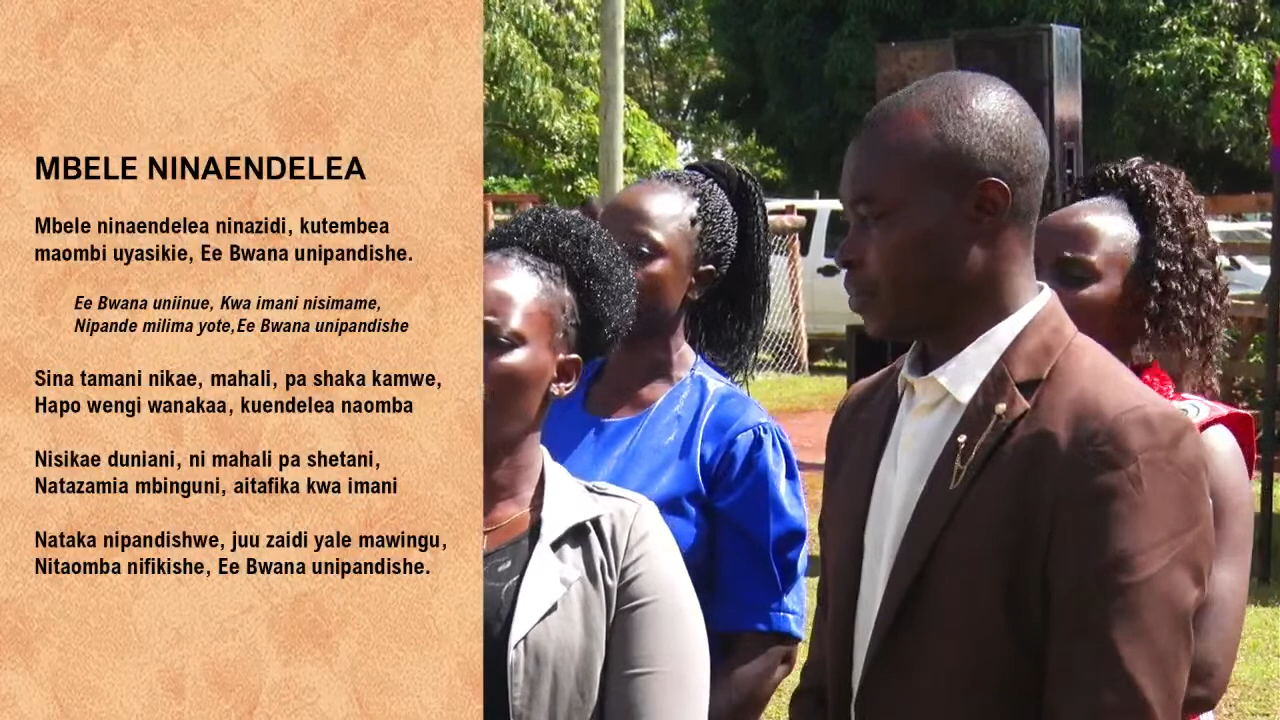 MBELE NINAENDELEA
Mbele ninaendelea ninazidi, kutembea
maombi uyasikie, Ee Bwana unipandishe.
Ee Bwana uniinue, Kwa imani nisimame,
Nipande milima yote,Ee Bwana unipandishe
Sina tamani nikae, mahali, pa shaka kamwe,
Hapo wengi wanakaa, kuendelea naomba
Nisikae duniani, ni mahali pa shetani,
Natazamia mbinguni, aitafika kwa imani
Nataka nipandishwe, juu zaidi yale mawingu,
Nitaomba nifikishe, Ee Bwana unipandishe.